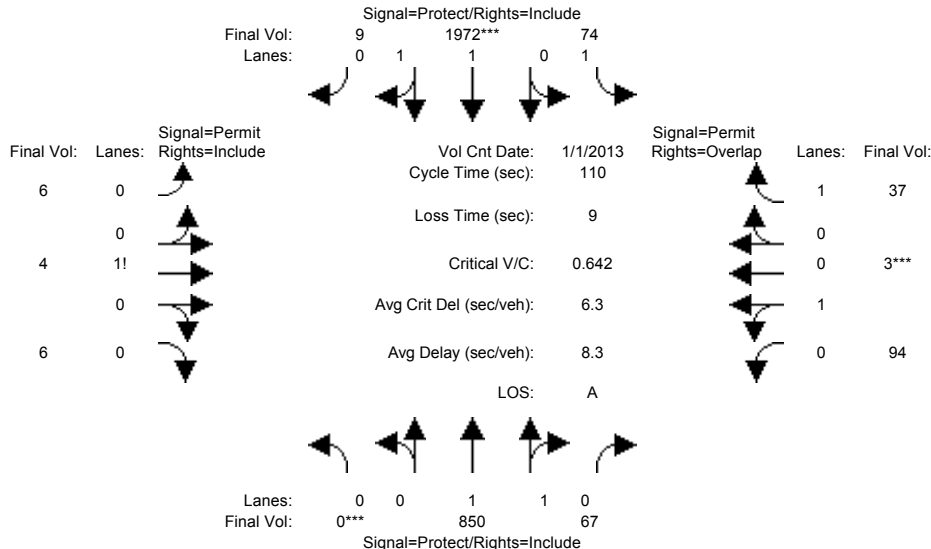 Signal=Protect/Rights=Include
Final Vol: 9 1972*** 74
Lanes: 0 1 1 0 1
Signal=Permit Signal=Permit
Final Vol: Lanes: Rights=Include Vol Cnt Date: 1/1/2013 Rights=Overlap Lanes: Final Vol:
Cycle Time (sec): 110
6 0 1 37
Loss Time (sec): 9
0 0
4 1! Critical V/C: 0.642 0 3***
0 Avg Crit Del (sec/veh): 6.3 1
6 0 Avg Delay (sec/veh): 8.3 0 94
LOS: A
Lanes: 0 0 1 1 0
Final Vol: 0*** 850 67
Signal=Protect/Rights=Include